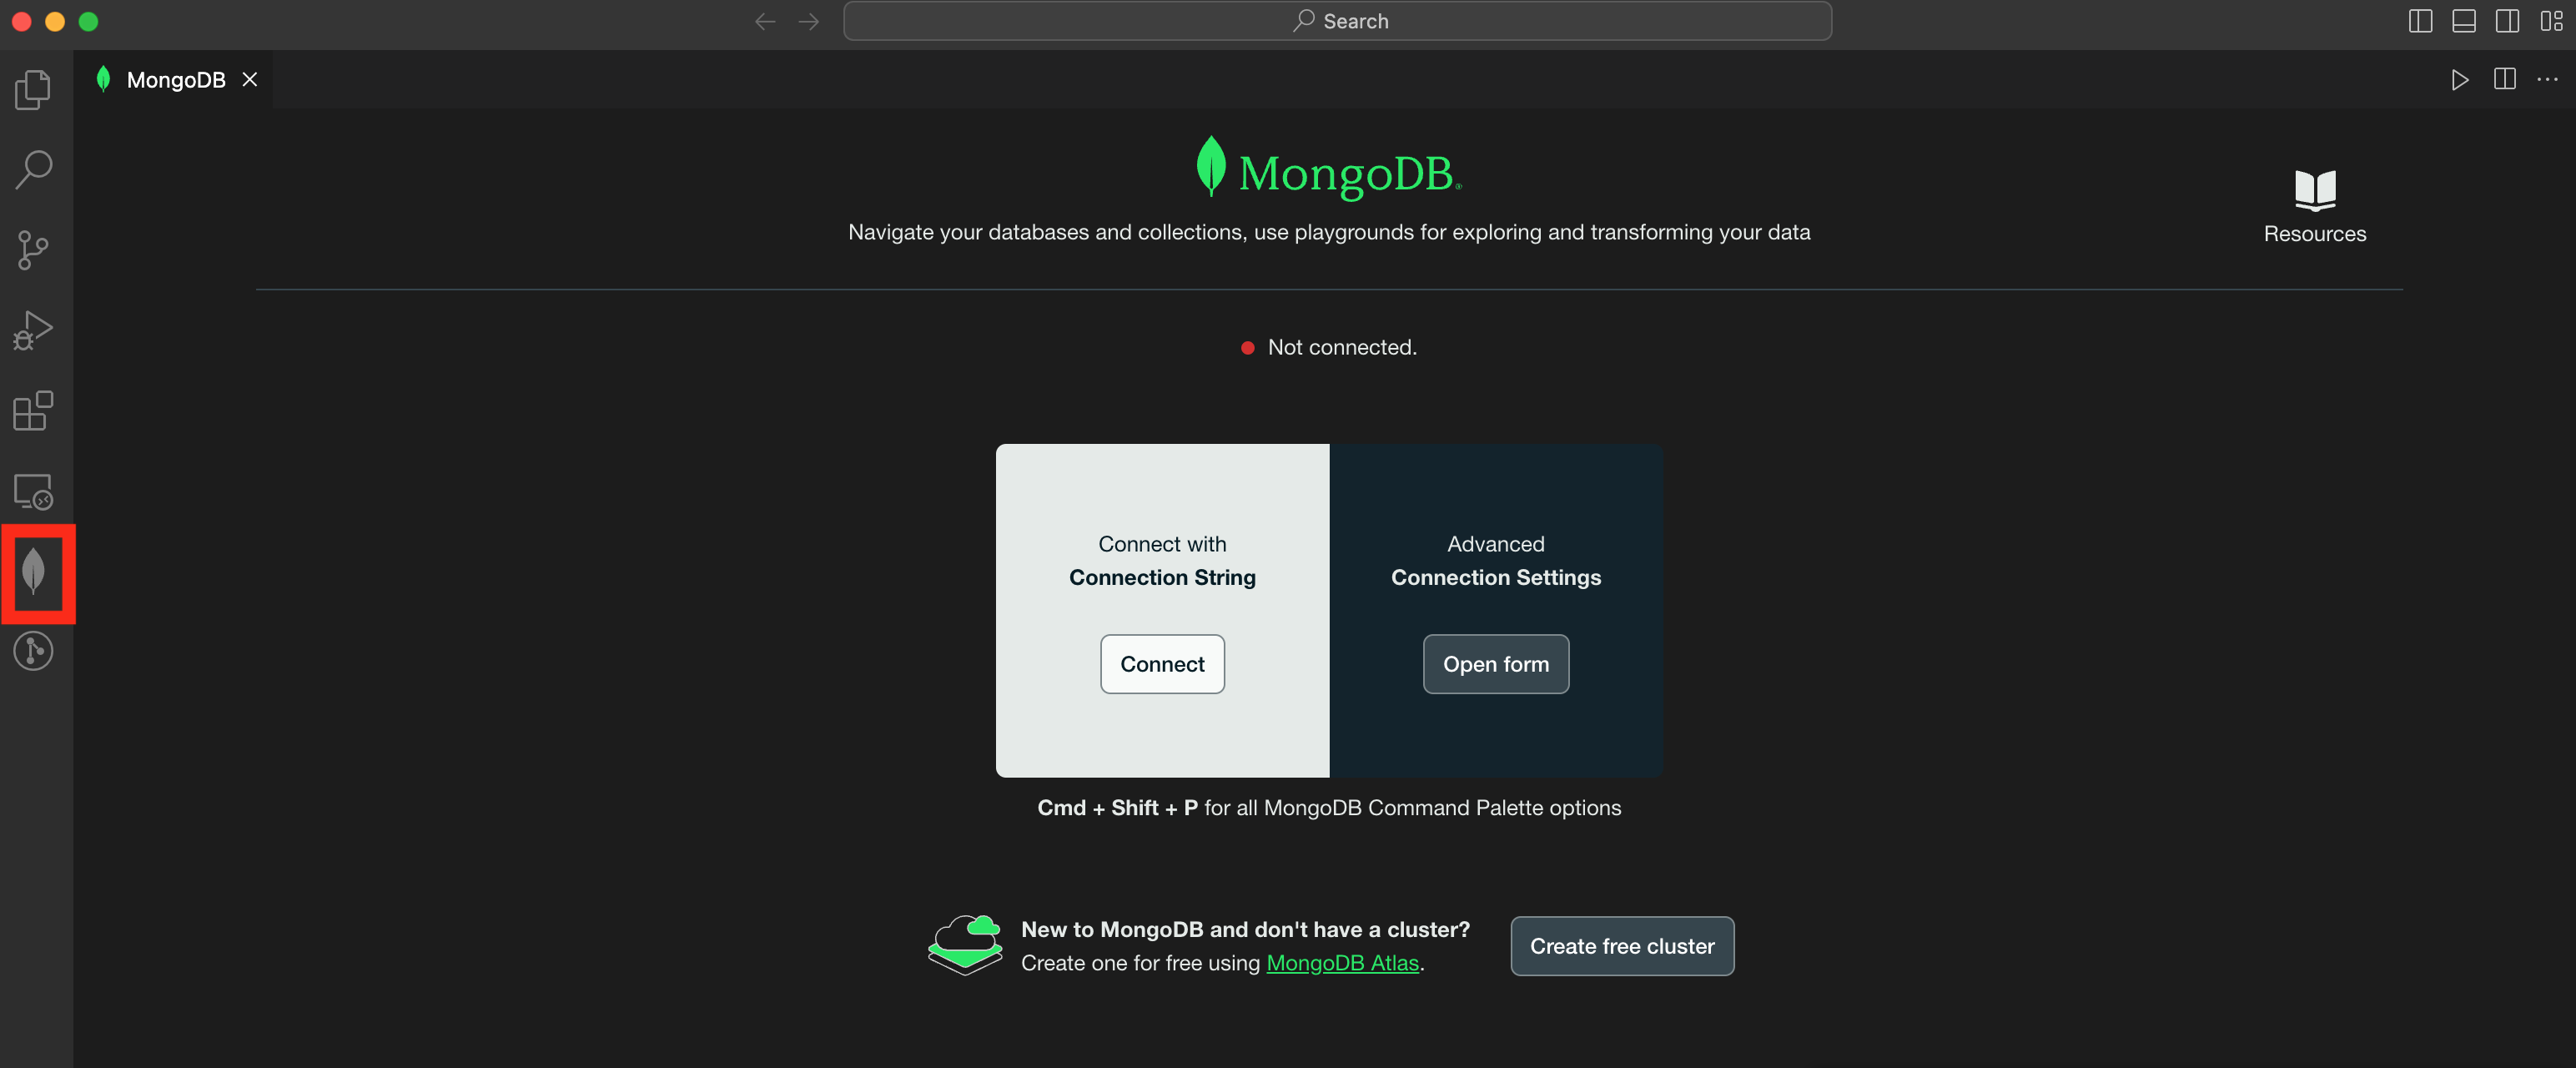 Search
MongoDB
MongoDB®
Navigate your databases and collections, use playgrounds for exploring and transforming your data
Resources
Not connected.
Connect with
Connection String
Connect
Advanced
Connection Settings
Open form
Cmd + Shift + P for all MongoDB Command Palette options
New to MongoDB and don't have a cluster?
Create one for free using MongoDB Atlas.
Create free cluster